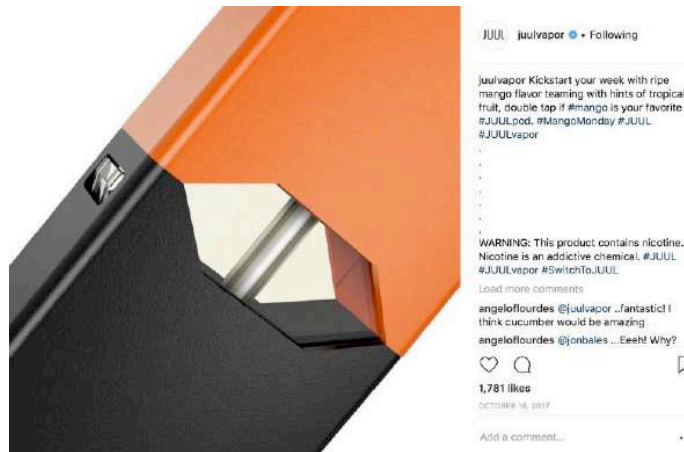 JUUL juulvapor • Following
juulvapor Kickstart your week with ripe
mango flavor teaming with hints of tropical
fruit, double tap if #mango is your favorite
#JUULpod. #MangoMonday #JUUL
#JUULvapor
.
.
.
.
.
.
WARNING: This product contains nicotine.
Nicotine is an addictive chemical. #JUUL
#JUULvapor #SwitchToJUUL
Load more comments
angeloflourdes @juulvapor ..fantastic! I
think cucumber would be amazing
angeloflourdes @jonbales ...Eeeh! Why?
1,781 likes
OCTOBER 16, 2017
Add a comment...